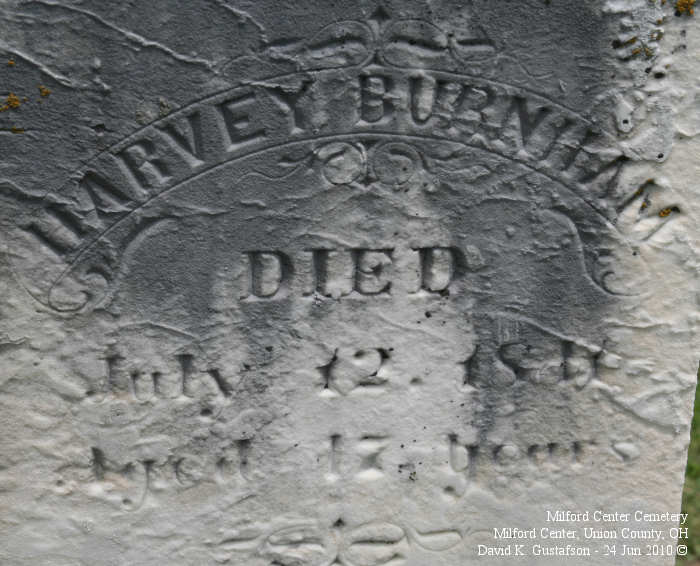 HARVEY BURNHAM
DIED
July 12. 1841
Aged years
Milford Center Cemetery
Milford Center, Union County, OH
David K. Gustafson - 24 Jun 2010 ©